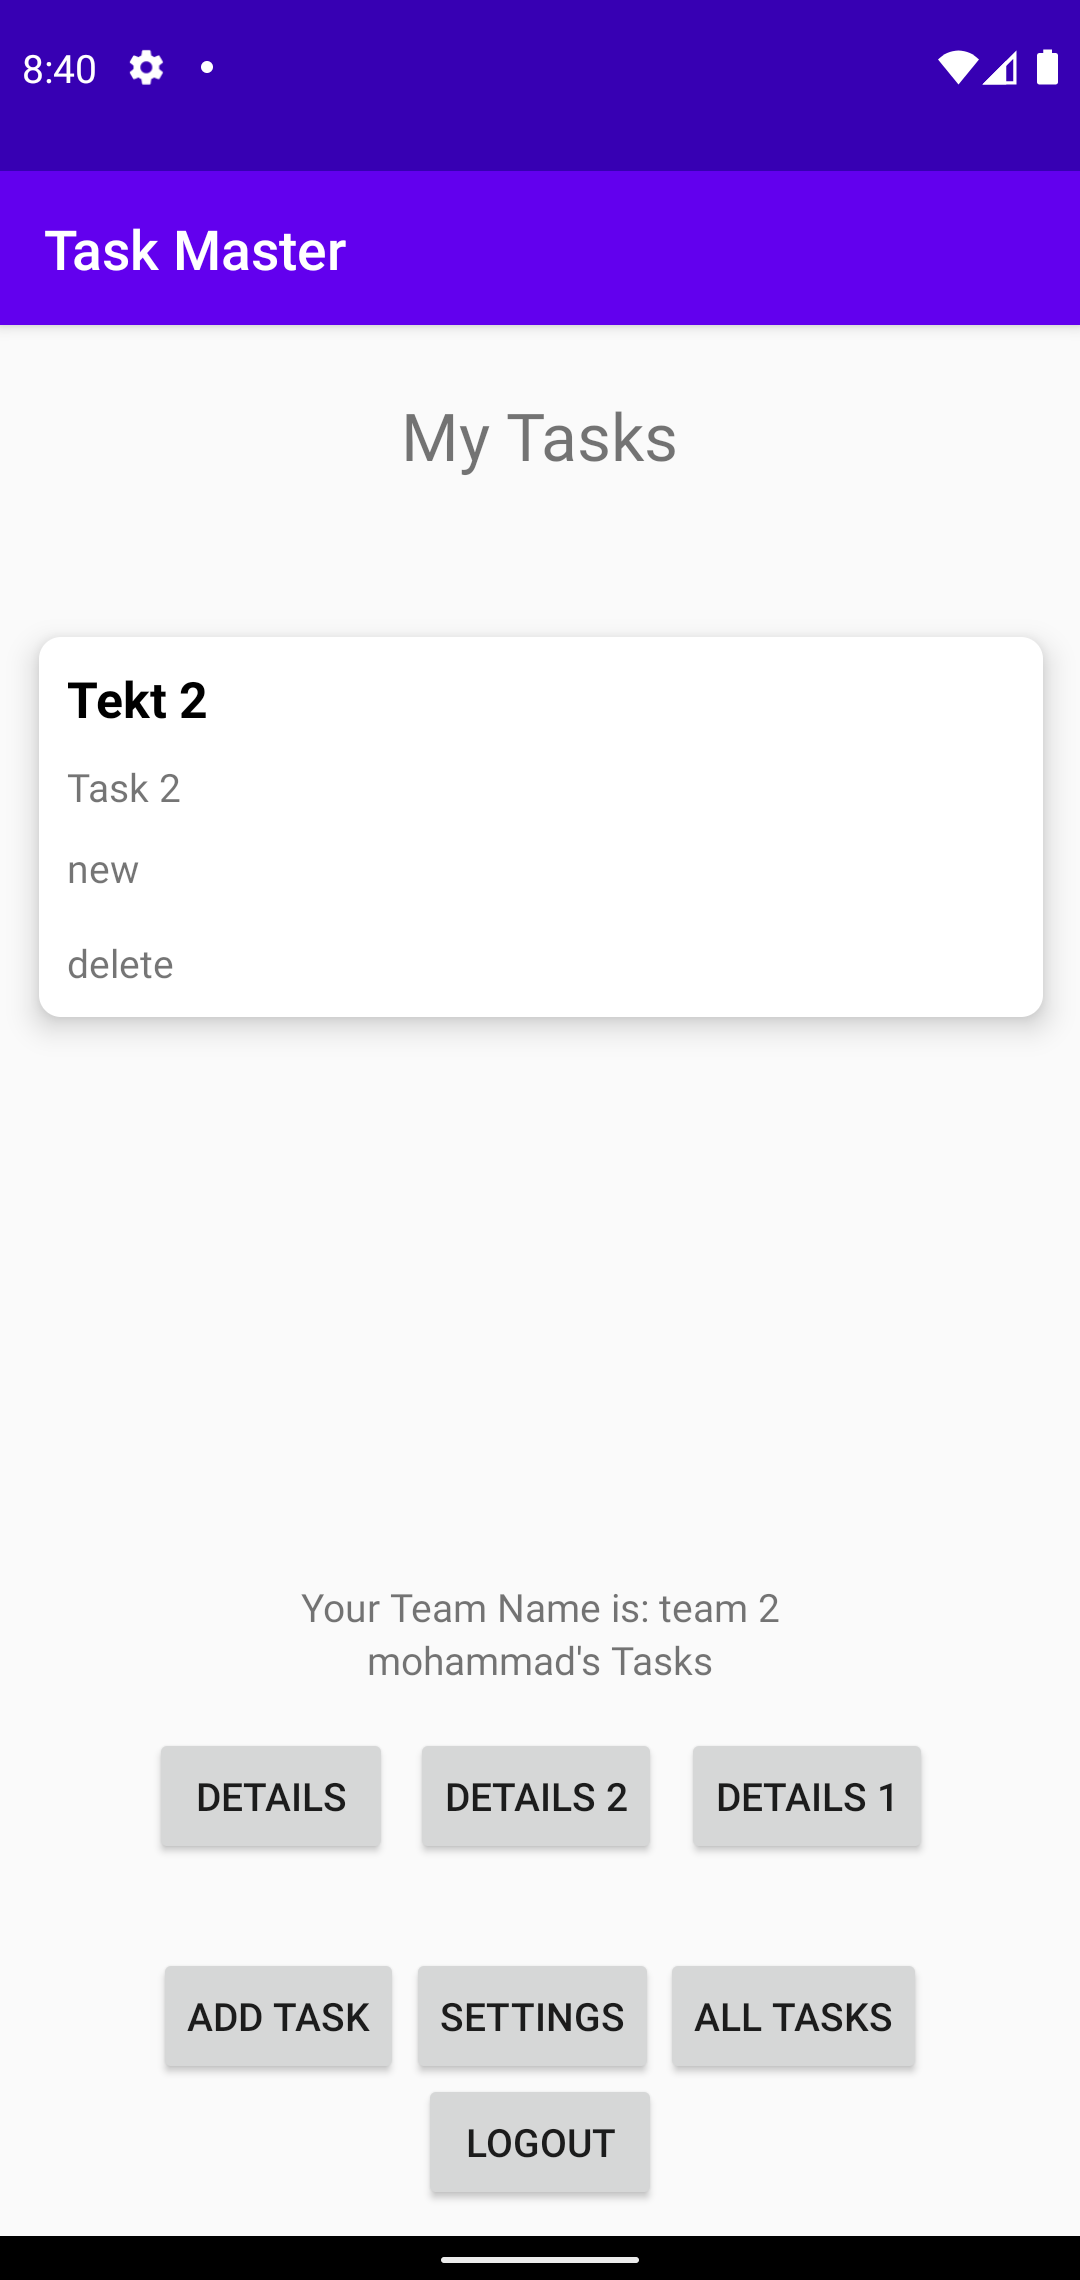 8:40
Task Master
My Tasks
Tekt 2
Task 2
new
delete
Your Team Name is: team 2
mohammad's Tasks
DETAILS DETAILS 2 DETAILS 1
ADD TASK SETTINGS ALL TASKS
LOGOUT